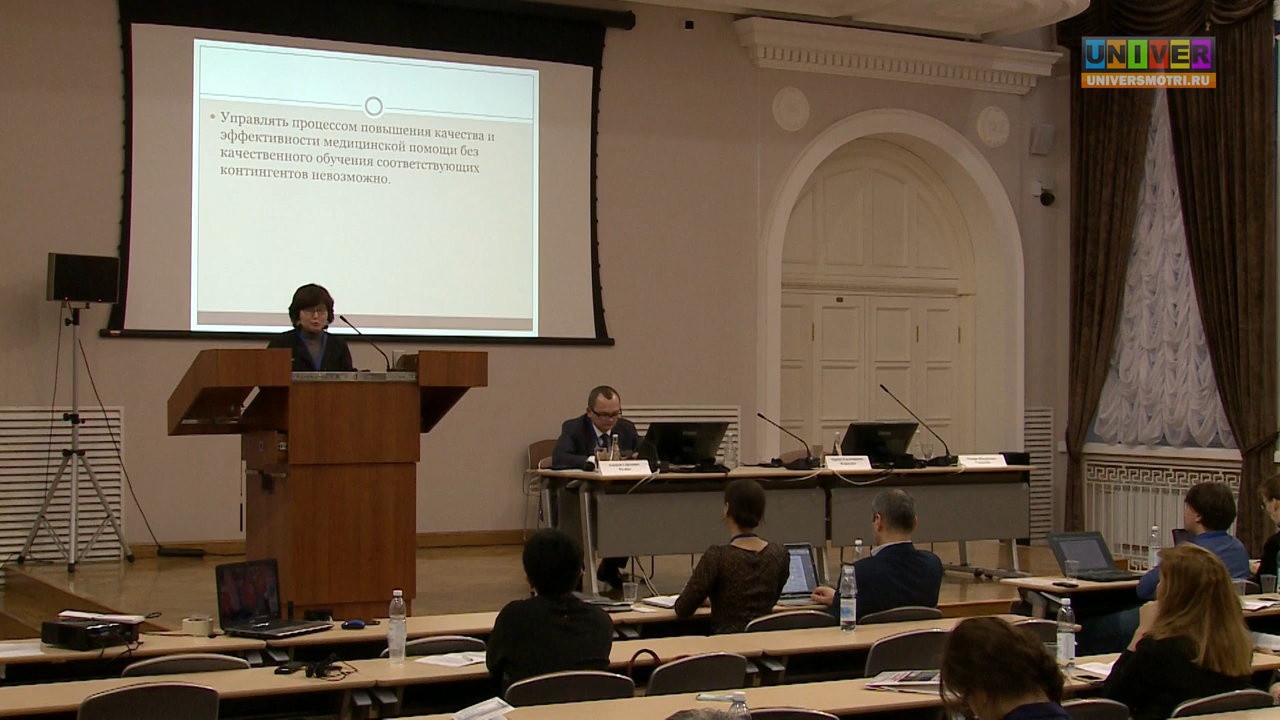 UNIVER
UNIVERSMOTRI.RU
• Управлять процессом повышения качества и
эффективности медицинской помощи без
качественного обучения соответствующих
контингентов невозможно.